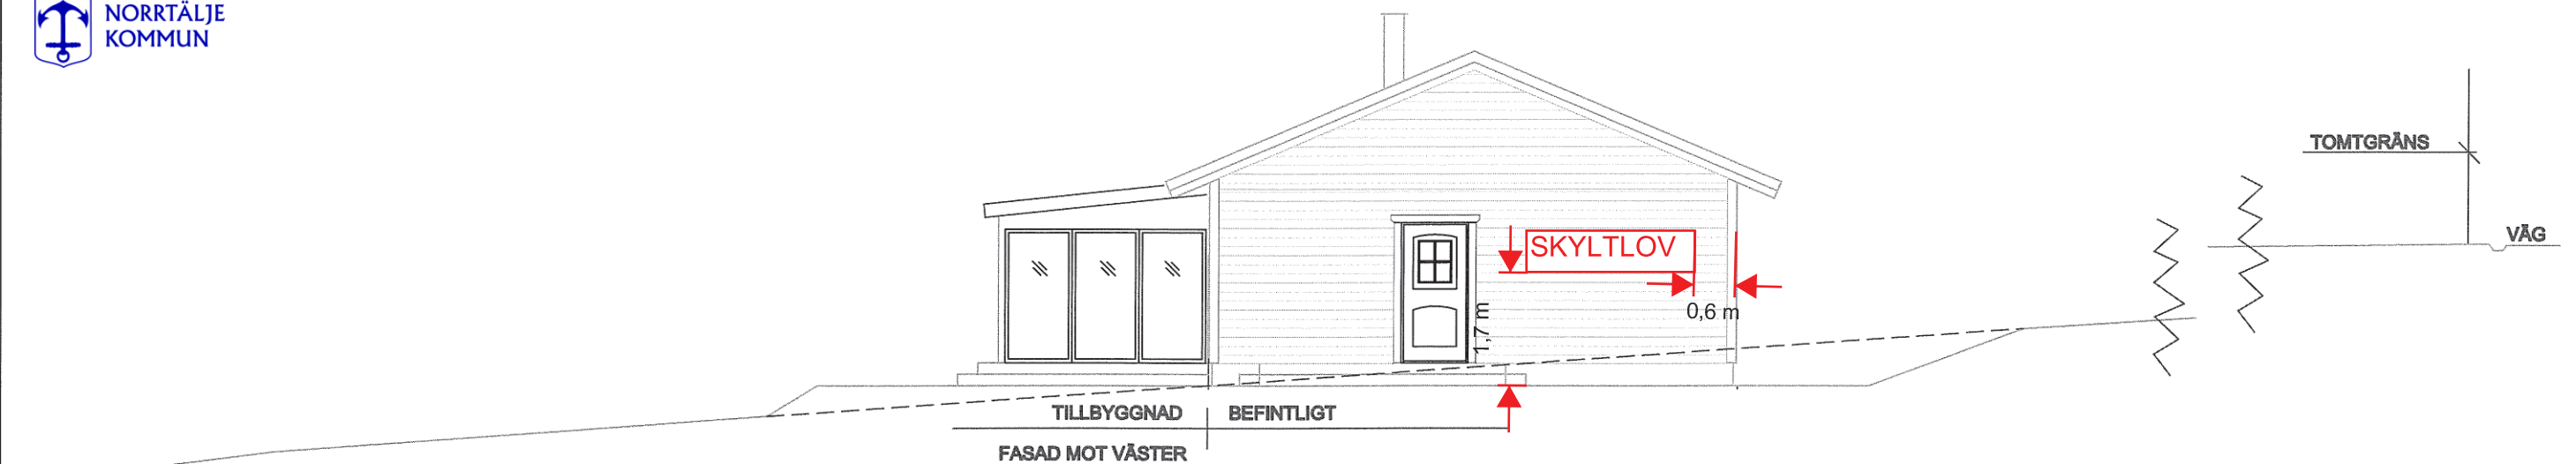 NORRTÄLJE
KOMMUN
TOMTGRÄNS
VÄG
SKYLTLOV
0,6 m
1,7 m
TILLBYGGNAD BEFINTLIGT
FASAD MOT VÄSTER